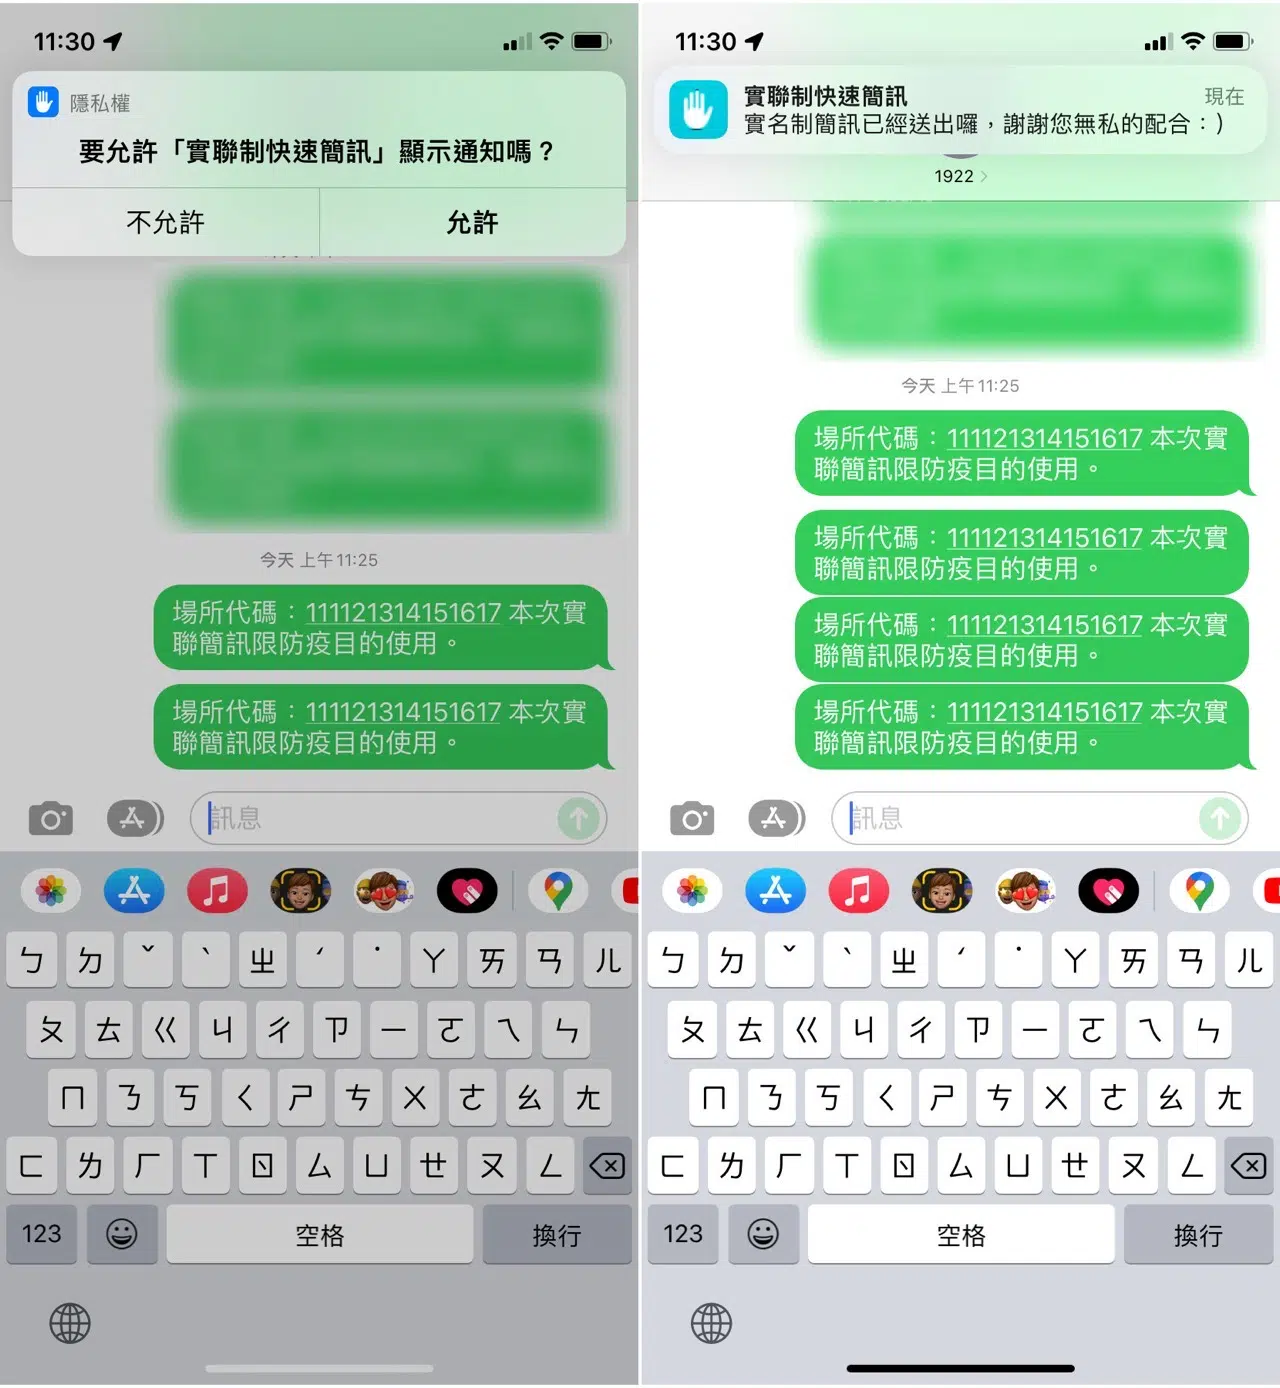 11:30
隱私權
要允許「實聯制快速簡訊」顯示通知嗎？
不允許
允許
今天 上午11:25
場所代碼：111121314151617 本次實
聯簡訊限防疫目的使用。
場所代碼：111121314151617 本次實
聯簡訊限防疫目的使用。
訊息
ㄅ ㄉ ˇ ˋ ㄓ ˊ ˙ ㄚ ㄞ ㄢ ㄦ
ㄆ ㄊ ㄍ ㄐ ㄔ ㄗ ㄧ ㄛ ㄟ ㄣ
ㄇ ㄋ ㄎ ㄑ ㄕ ㄘ ㄨ ㄜ ㄠ ㄤ
ㄈ ㄌ ㄏ ㄒ ㄖ ㄙ ㄩ ㄝ ㄡ ㄥ
123
空格
換行
11:30
實聯制快速簡訊
現在
實名制簡訊已經送出囉，謝謝您無私的配合：)
1922
今天 上午11:25
場所代碼：111121314151617 本次實
聯簡訊限防疫目的使用。
場所代碼：111121314151617 本次實
聯簡訊限防疫目的使用。
場所代碼：111121314151617 本次實
聯簡訊限防疫目的使用。
場所代碼：111121314151617 本次實
聯簡訊限防疫目的使用。
訊息
ㄅ ㄉ ˇ ˋ ㄓ ˊ ˙ ㄚ ㄞ ㄢ ㄦ
ㄆ ㄊ ㄍ ㄐ ㄔ ㄗ ㄧ ㄛ ㄟ ㄣ
ㄇ ㄋ ㄎ ㄑ ㄕ ㄘ ㄨ ㄜ ㄠ ㄤ
ㄈ ㄌ ㄏ ㄒ ㄖ ㄙ ㄩ ㄝ ㄡ ㄥ
123
空格
換行